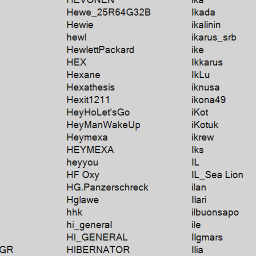 HEVONEN Ika
Hewe_25R64G32B Ikada
Hewie ikalinin
hewl ikarus_srb
HewlettPackard ike
HEX Ikkarus
Hexane IkLu
Hexathesis iknusa
Hexit1211 ikona49
HeyHoLet'sGo iKot
HeyManWakeUp iKotuk
Heymexa ikrew
HEYMEXA Iks
heyyou IL
HF Oxy IL_Sea Lion
HG.Panzerschreck ilan
Hglawe Ilari
hhk ilbuonsapo
hi_general ile
HI_GENERAL Ilgmars
GR HIBERNATOR Ilia